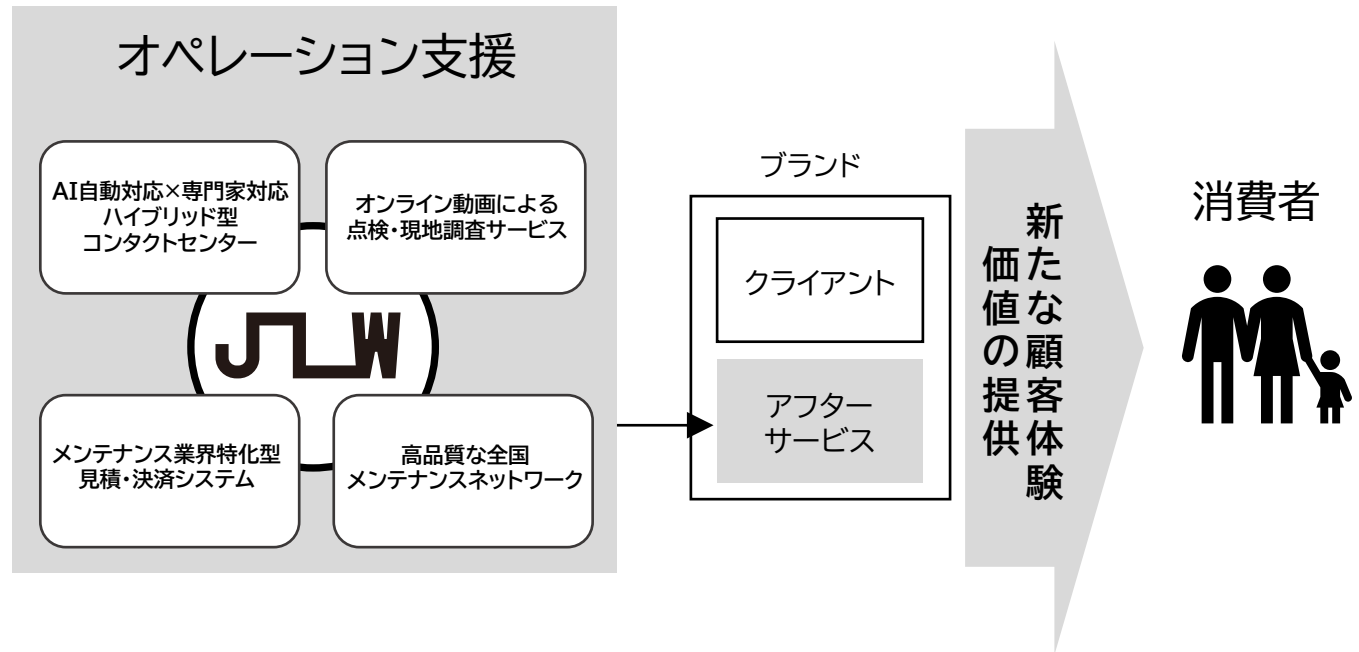 オペレーション支援
AI自動対応×専門家対応
ハイブリッド型
コンタクトセンター
オンライン動画による
点検・現地調査サービス
JLW
メンテナンス業界特化型
見積・決済システム
高品質な全国
メンテナンスネットワーク
ブランド
クライアント
アフター
サービス
新たな顧客体験
価値の提供
消費者